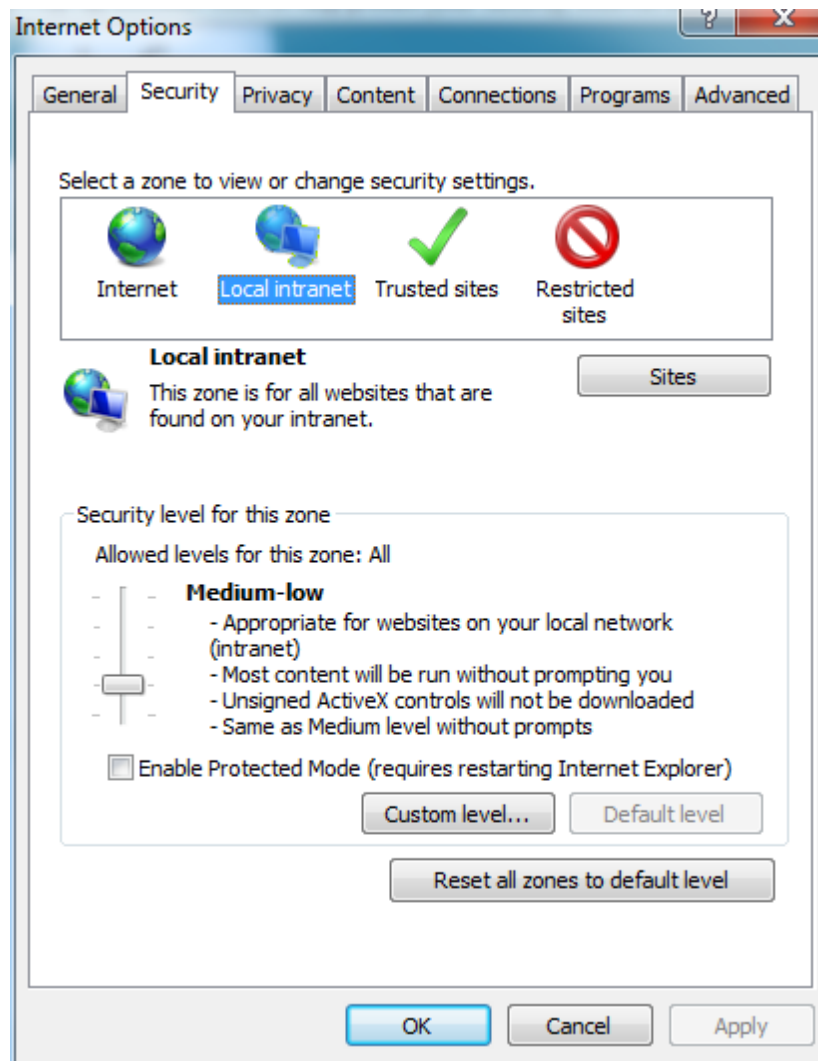 Internet Options
?
X
General Security Privacy Content Connections Programs Advanced
Select a zone to view or change security settings.
Internet Local intranet Trusted sites Restricted
sites
Local intranet
Sites
This zone is for all websites that are
found on your intranet.
Security level for this zone
Allowed levels for this zone: All
Medium-low
- Appropriate for websites on your local network
(intranet)
- Most content will be run without prompting you
- Unsigned ActiveX controls will not be downloaded
- Same as Medium level without prompts
Enable Protected Mode (requires restarting Internet Explorer)
Custom level... Default level
Reset all zones to default level
OK Cancel Apply